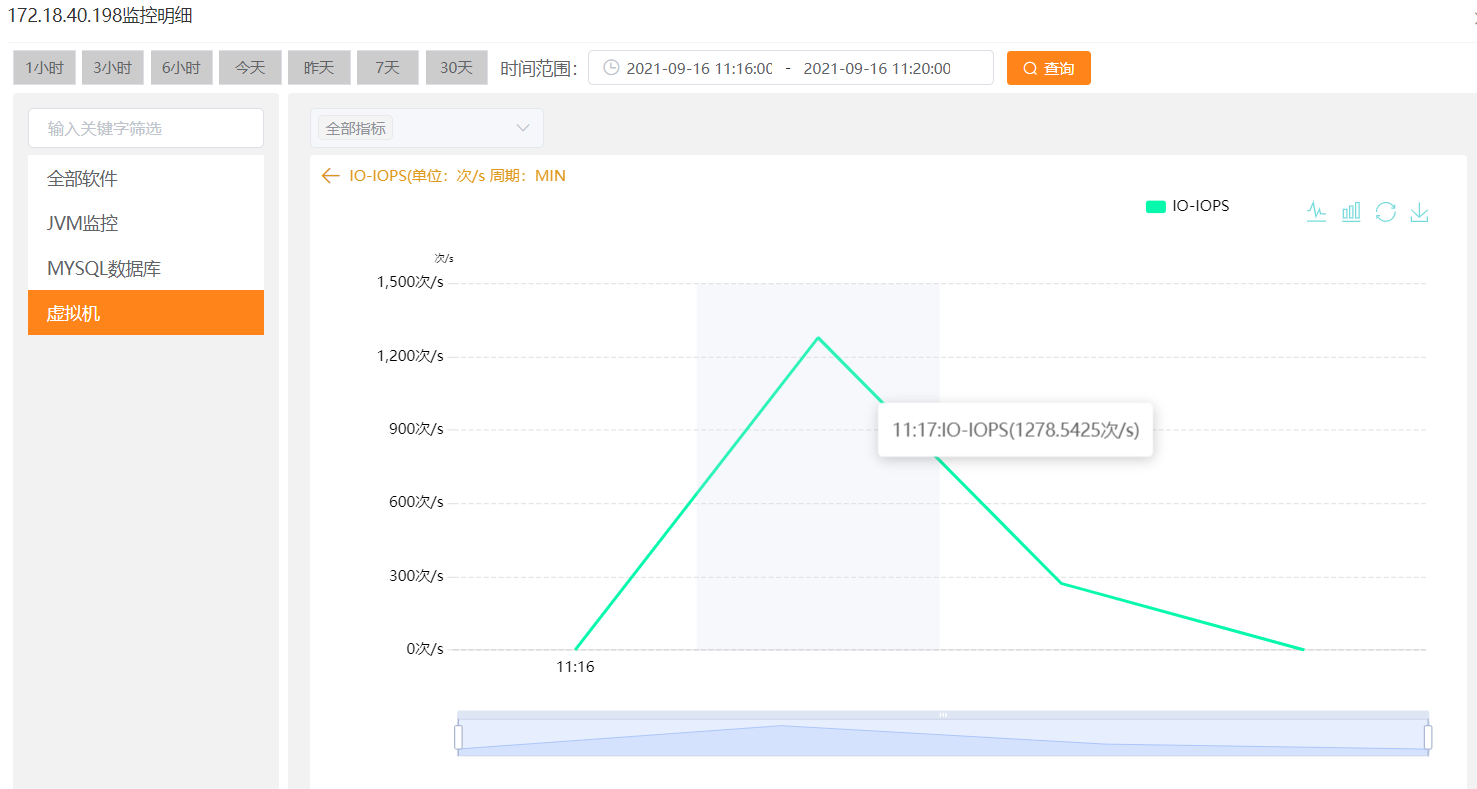 172.18.40.198监控明细
1小时 3小时 6小时 今天 昨天 7天 30天 时间范围： 2021-09-16 11:16:00 - 2021-09-16 11:20:00 查询
输入关键字筛选
全部软件
JVM监控
MYSQL数据库
虚拟机
全部指标
IO-IOPS(单位：次/s 周期：MIN
IO-IOPS
次/s
1,500次/s
1,200次/s
900次/s
11:17:IO-IOPS(1278.5425次/s)
600次/s
300次/s
0次/s
11:16